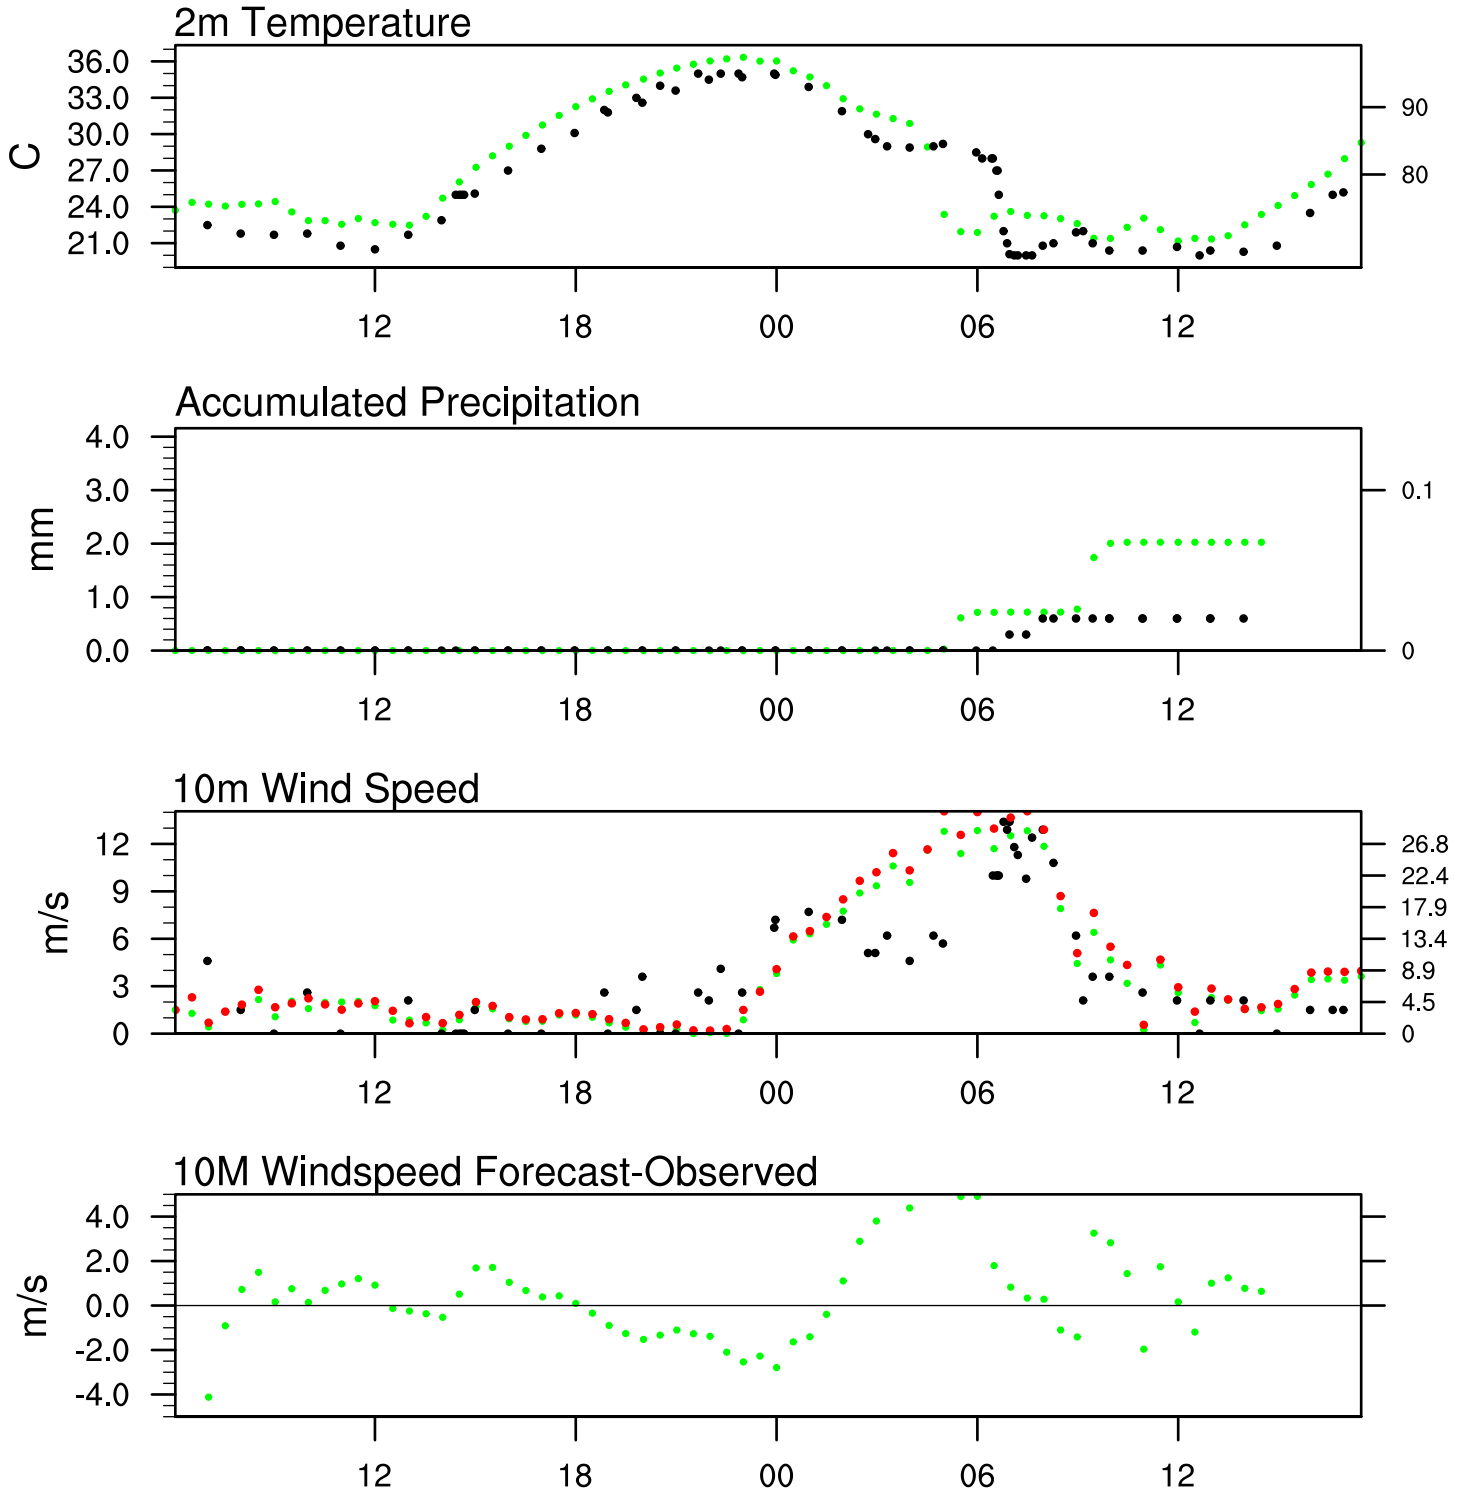 2m Temperature
36.0
33.0
30.0
27.0
24.0
21.0
C
90
80
12 18 00 06 12
Accumulated Precipitation
4.0
3.0
2.0
1.0
0.0
mm
0.1
0
12 18 00 06 12
10m Wind Speed
12
9
6
3
0
m/s
26.8
22.4
17.9
13.4
8.9
4.5
0
12 18 00 06 12
10M Windspeed Forecast-Observed
4.0
2.0
0.0
-2.0
-4.0
m/s
12 18 00 06 12